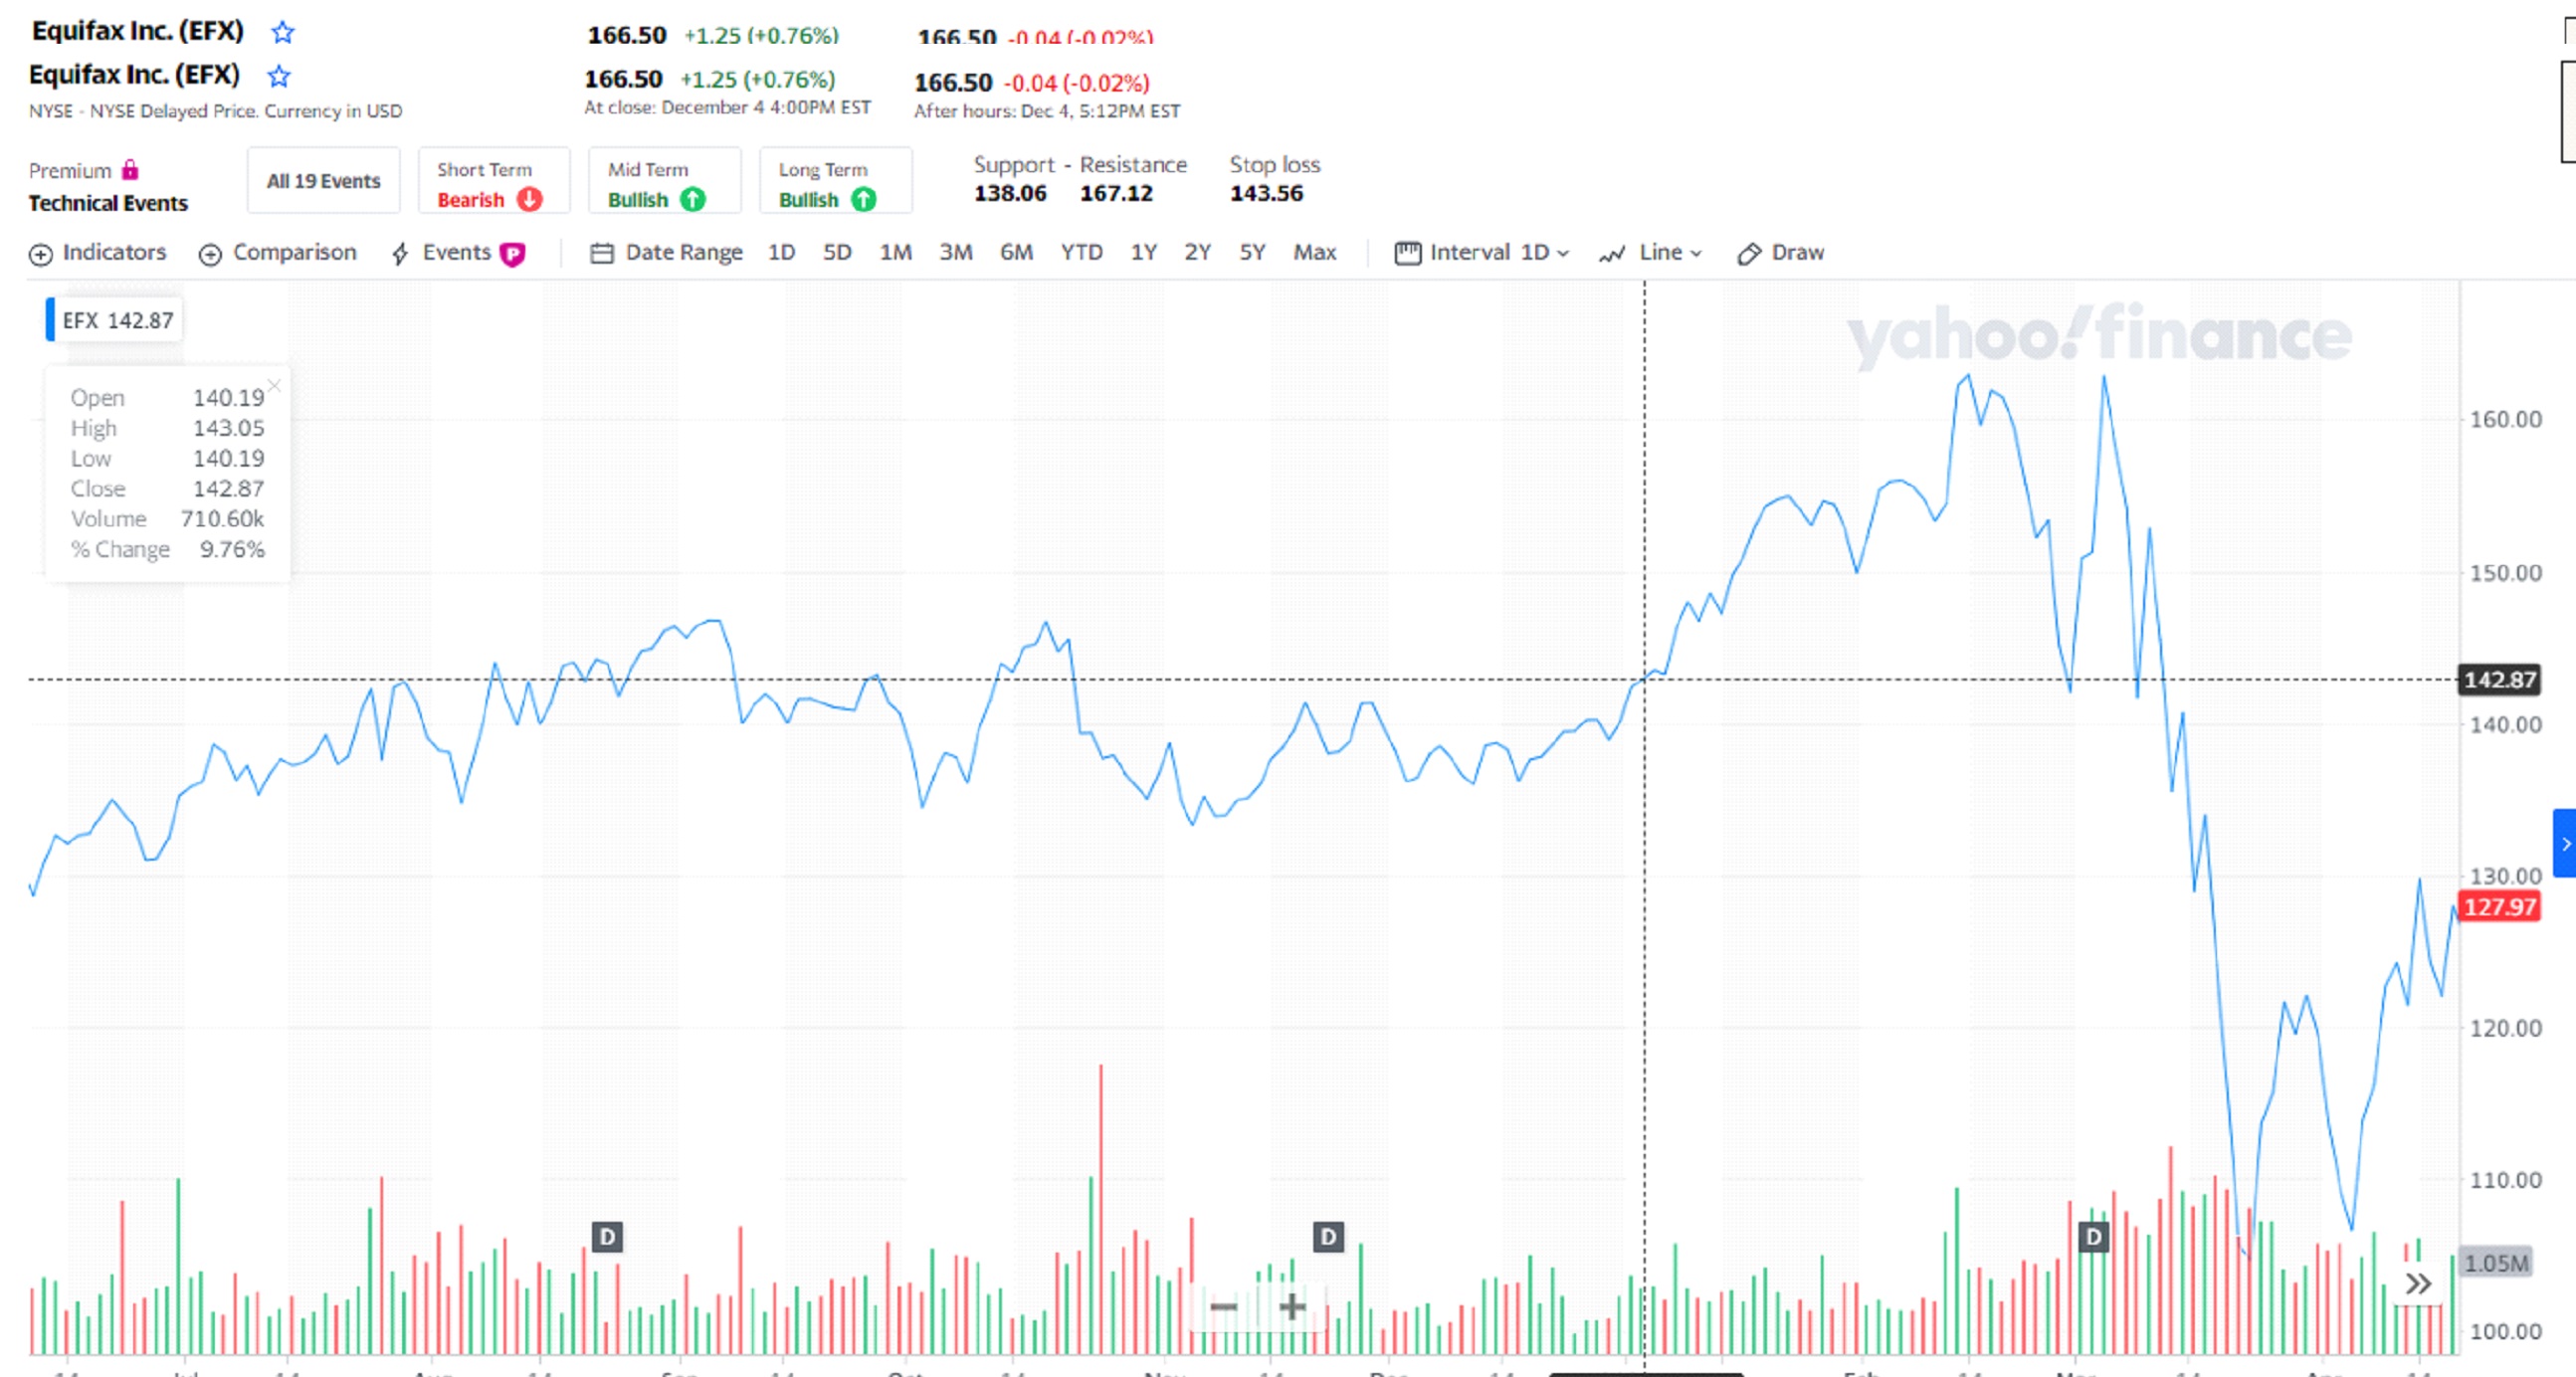 Equifax Inc. (EFX) 166.50 +1.25 (+0.76%) 166.50 -0.04 (-0.02%)
Equifax Inc. (EFX) 166.50 +1.25 (+0.76%) 166.50 -0.04 (-0.02%)
NYSE - NYSE Delayed Price. Currency in USD At close: December 4 4:00PM EST After hours: Dec 4, 5:12PM EST
Premium All 19 Events Short Term Mid Term Long Term Support - Resistance Stop loss
Technical Events Bearish Bullish Bullish 138.06 167.12 143.56
Indicators Comparison Events P Date Range 1D 5D 1M 3M 6M YTD 1Y 2Y 5Y Max Interval 1D Line Draw
EFX 142.87
yahoo!finance
Open 140.19
High 143.05
Low 140.19
Close 142.87
Volume 710.60k
% Change 9.76%
160.00
150.00
142.87
140.00
130.00
127.97
120.00
110.00
D D D
1.05M
100.00